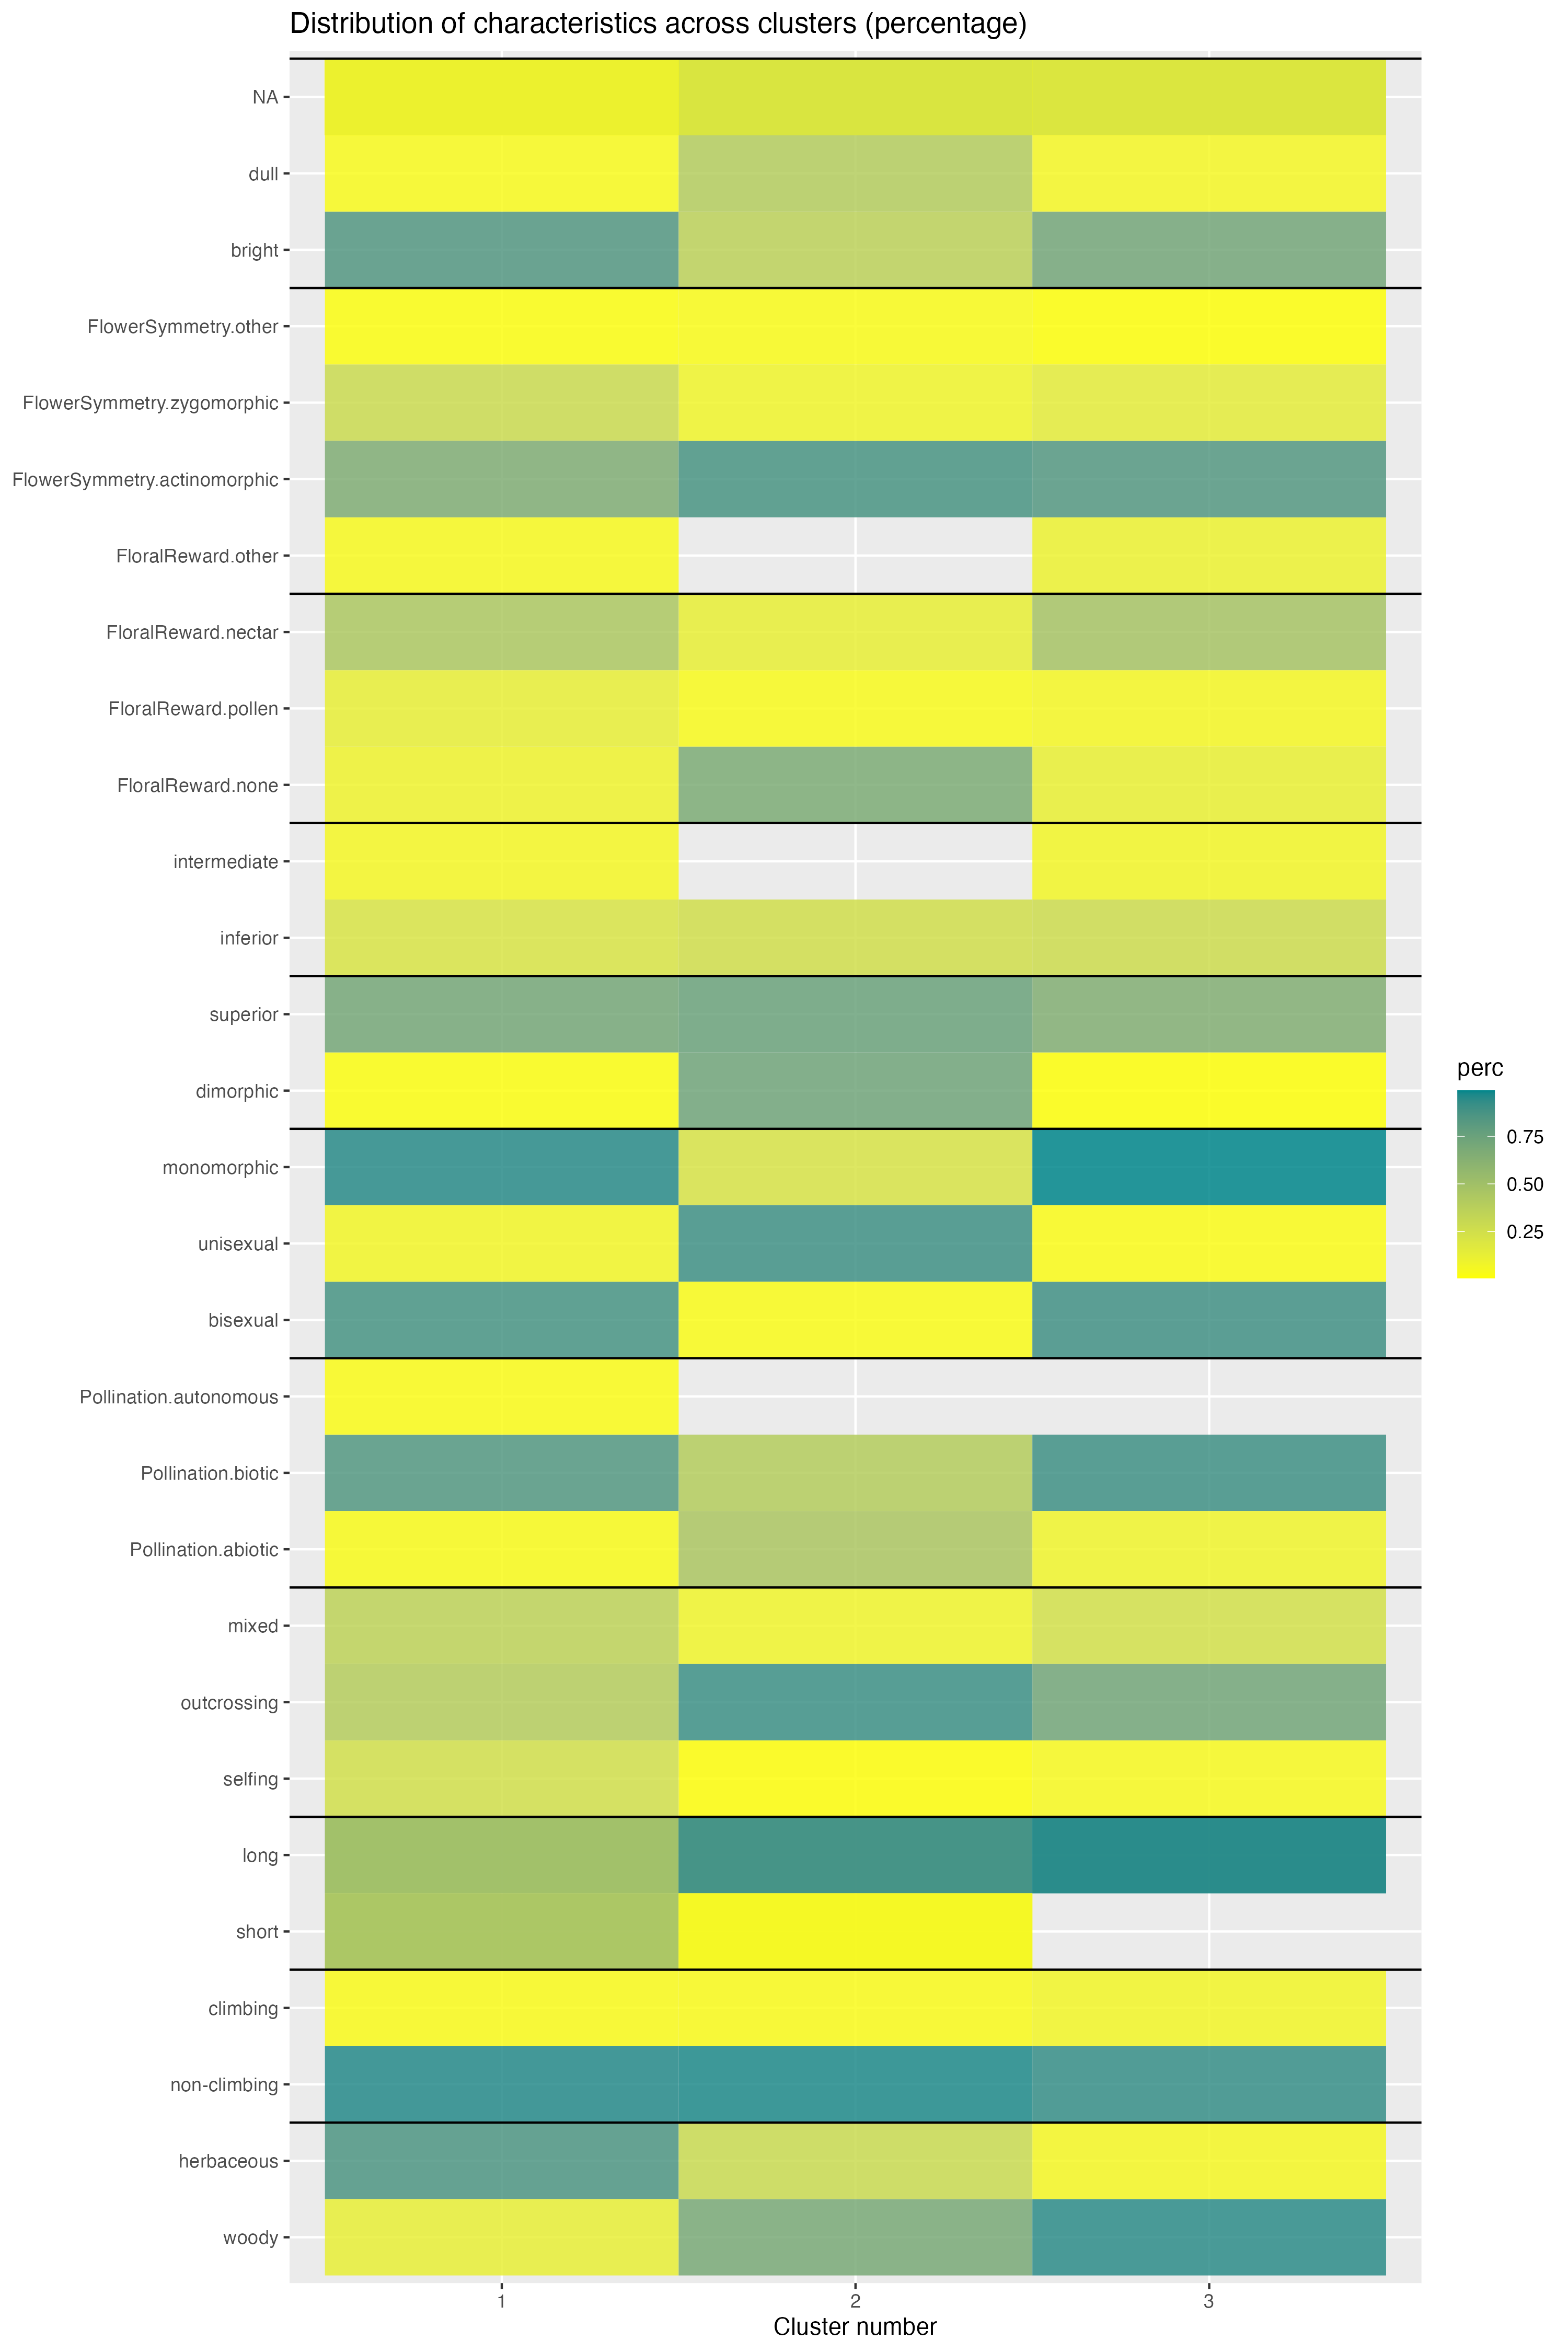 Distribution of characteristics across clusters (percentage)
NA
dull
bright
FlowerSymmetry.other
FlowerSymmetry.zygomorphic
FlowerSymmetry.actinomorphic
FloralReward.other
FloralReward.nectar
FloralReward.pollen
FloralReward.none
intermediate
inferior
superior
dimorphic
monomorphic
unisexual
bisexual
Pollination.autonomous
Pollination.biotic
Pollination.abiotic
mixed
outcrossing
selfing
long
short
climbing
non-climbing
herbaceous
woody
1
2
3
Cluster number
perc
0.75
0.50
0.25